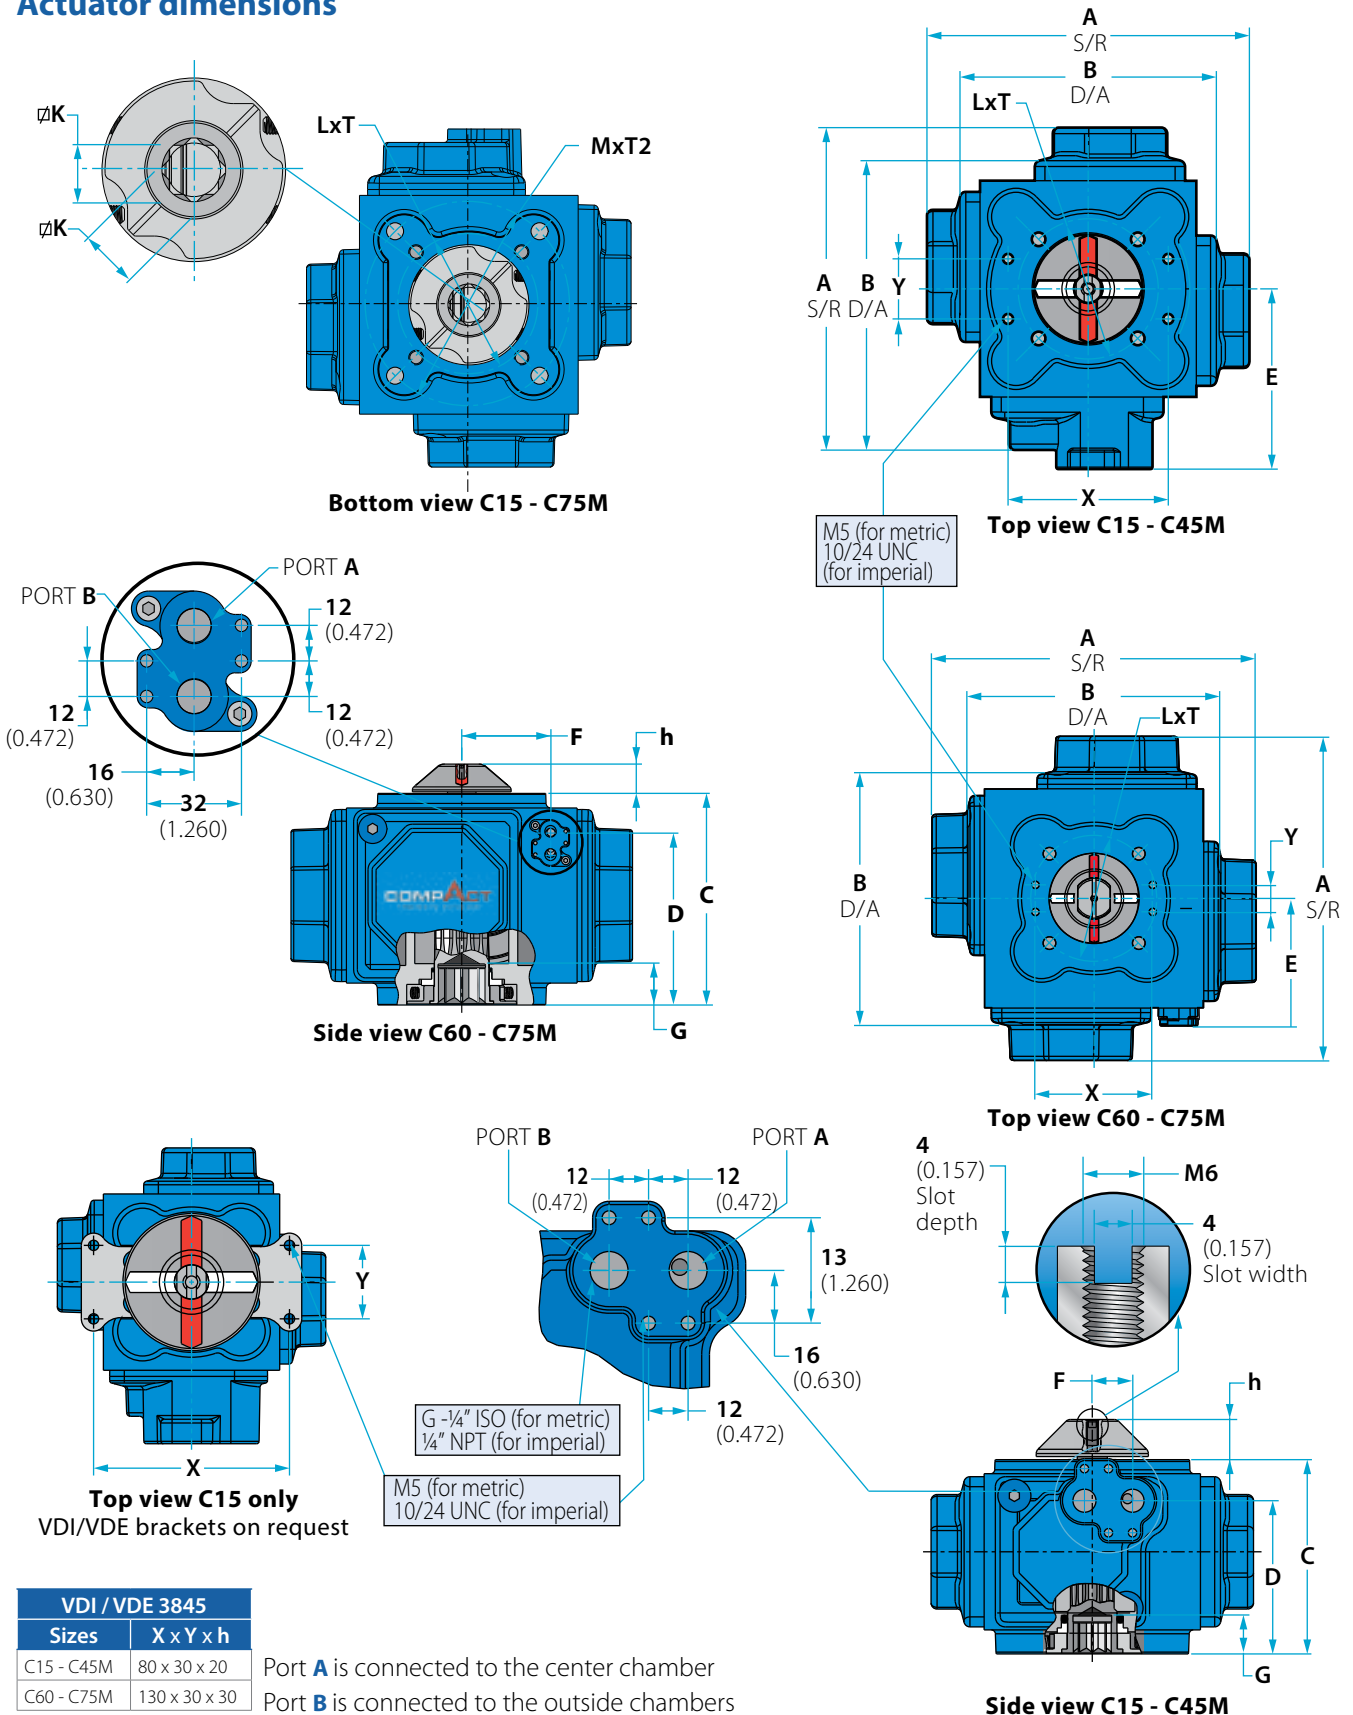 Actuator dimensions
A
S/R
B
D/A
LxT
A
S/R
B
D/A
Y
E
X
Top view C15 - C45M
⌀K
⌀K
LxT
MxT2
Bottom view C15 - C75M
M5 (for metric)
10/24 UNC
(for imperial)
PORT A
PORT B
12
(0.472)
12
(0.472)
12
(0.472)
16
(0.630)
32
(1.260)
F
h
COMPACT
D
C
G
Side view C60 - C75M
A
S/R
B
D/A
LxT
Y
B
D/A
A
S/R
E
X
Top view C60 - C75M
Y
X
Top view C15 only
VDI/VDE brackets on request
PORT B
PORT A
12
(0.472)
12
(0.472)
13
(1.260)
16
(0.630)
12
(0.472)
G -¼" ISO (for metric)
¼" NPT (for imperial)
M5 (for metric)
10/24 UNC (for imperial)
4
(0.157)
Slot
depth
M6
4
(0.157)
Slot width
F
h
D
C
G
Side view C15 - C45M
VDI / VDE 3845
Sizes X x Y x h
C15 - C45M 80 x 30 x 20
C60 - C75M 130 x 30 x 30
Port A is connected to the center chamber
Port B is connected to the outside chambers